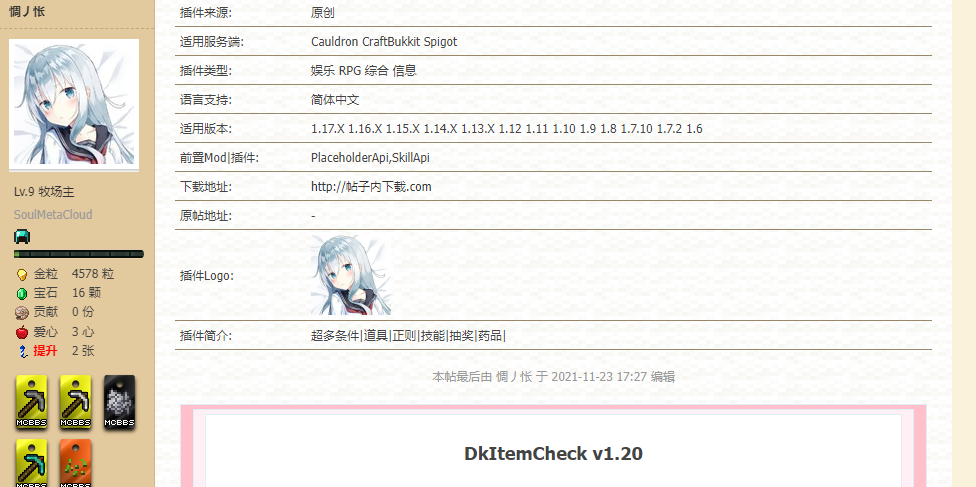 惆丿怅
Lv.9 牧场主
SoulMetaCloud
金粒 4578 粒
宝石 16 颗
贡献 0 份
爱心 3 心
提升 2 张
MCBBS MCBBS MCBBS
MCBBS MCBBS
插件来源: 原创
适用服务端: Cauldron CraftBukkit Spigot
插件类型: 娱乐 RPG 综合 信息
语言支持: 简体中文
适用版本: 1.17.X 1.16.X 1.15.X 1.14.X 1.13.X 1.12 1.11 1.10 1.9 1.8 1.7.10 1.7.2 1.6
前置Mod|插件: PlaceholderApi,SkillApi
下载地址: http://帖子内下载.com
原帖地址: -
插件Logo:
插件简介: 超多条件|道具|正则|技能|抽奖|药品|
本帖最后由 惆丿怅 于 2021-11-23 17:27 编辑
DkItemCheck v1.20